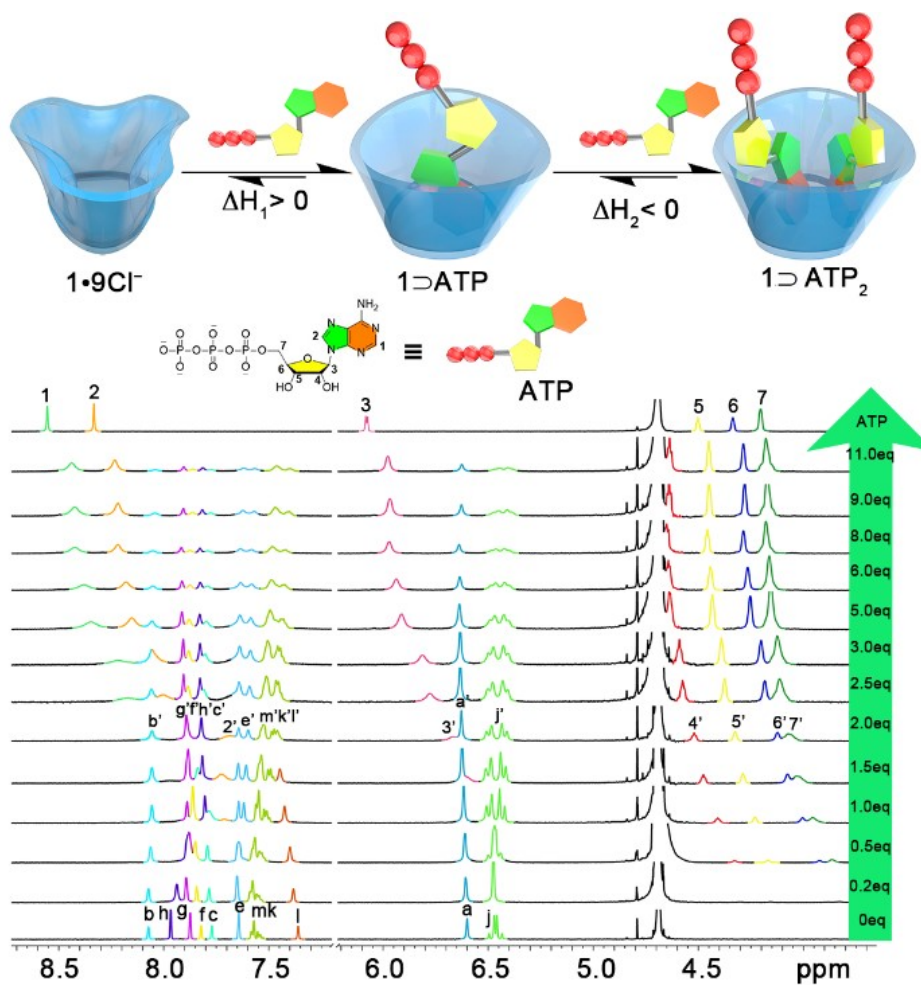 ΔH₁> 0
ΔH₂< 0
1•9Cl⁻
1⊃ATP
1⊃ ATP₂
NH₂
N
N
2
1
N
N
O
O
O
7
⁻O-P-O-P-O-P-O
O
O⁻
O⁻
O⁻
6
5
4
3
HO
OH
≡
ATP
1
2
3
5
6
7
ATP
11.0eq
9.0eq
8.0eq
6.0eq
5.0eq
3.0eq
2.5eq
b'
g'f'h'c'
2'
e'
m'k'l'
3'
a'
j'
4'
5'
6'
7'
2.0eq
1.5eq
1.0eq
0.5eq
0.2eq
b
h
g
f
c
e
mk
l
a
j
0eq
8.5
8.0
7.5
6.0
6.5
5.0
4.5
ppm